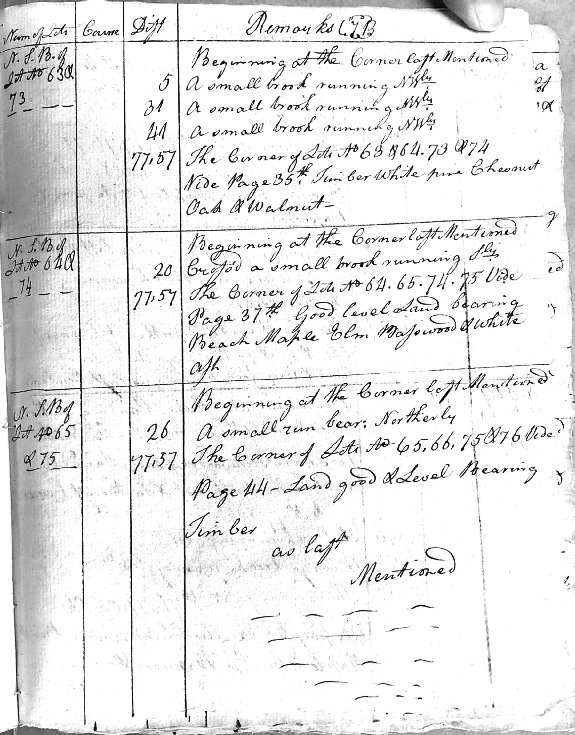 Num of Lots Course Dist Remarks
N. S. B. of Beginning at the Corner last Mentioned
Lot No 63 & 5 A small brook running NWly
73 31 A small brook running NWly
41 A small brook running NWly
77.57 The Corner of Lots No 63 & 64. 73 & 74
Vide Page 35th. Timber White pine Chesnut
Oak & Walnut
N. S. B. of Beginning at the Corner last Mentioned
Lot No 64 & 20 Cross'd a small brook running Sly
74 77.57 The Corner of Lots No 64. 65. 74. 75 Vide
Page 37th Good level Land bearing
Beach Maple Elm Basswood & White
ash
N. S. B. of Beginning at the Corner last Mentioned
Lot No 65 26 A small run bear: Northerly
& 75 77.57 The Corner of Lots No 65. 66. 75 & 76 Vide
Page 44 - Land good & Level Bearing
Timber
as last
Mentioned